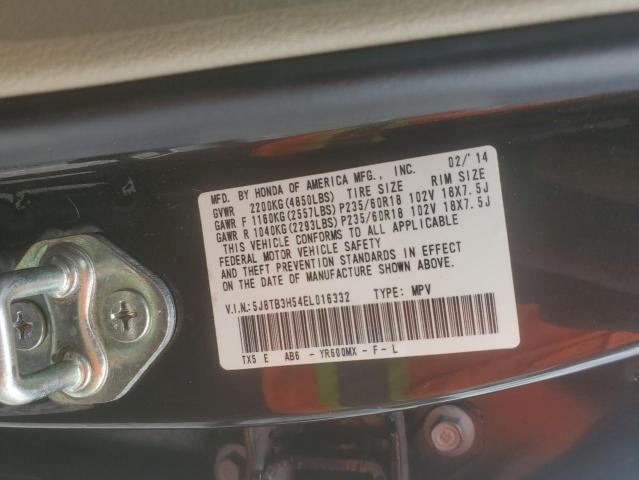 MFD. BY HONDA OF AMERICA MFG., INC. 02/'14
GVWR 2200KG(4850LBS) TIRE SIZE RIM SIZE
GAWR F 1160KG(2557LBS)P235/60R18 102V 18X7.5J
GAWR R 1040KG(2293LBS)P235/60R18 102V 18X7.5J
THIS VEHICLE CONFORMS TO ALL APPLICABLE
FEDERAL MOTOR VEHICLE SAFETY
AND THEFT PREVENTION STANDARDS IN EFFECT
ON THE DATE OF MANUFACTURE SHOWN ABOVE.
V.I.N.:5J8TB3H54EL016332 TYPE: MPV
TX5 E AB6 - YR600MX - F - L